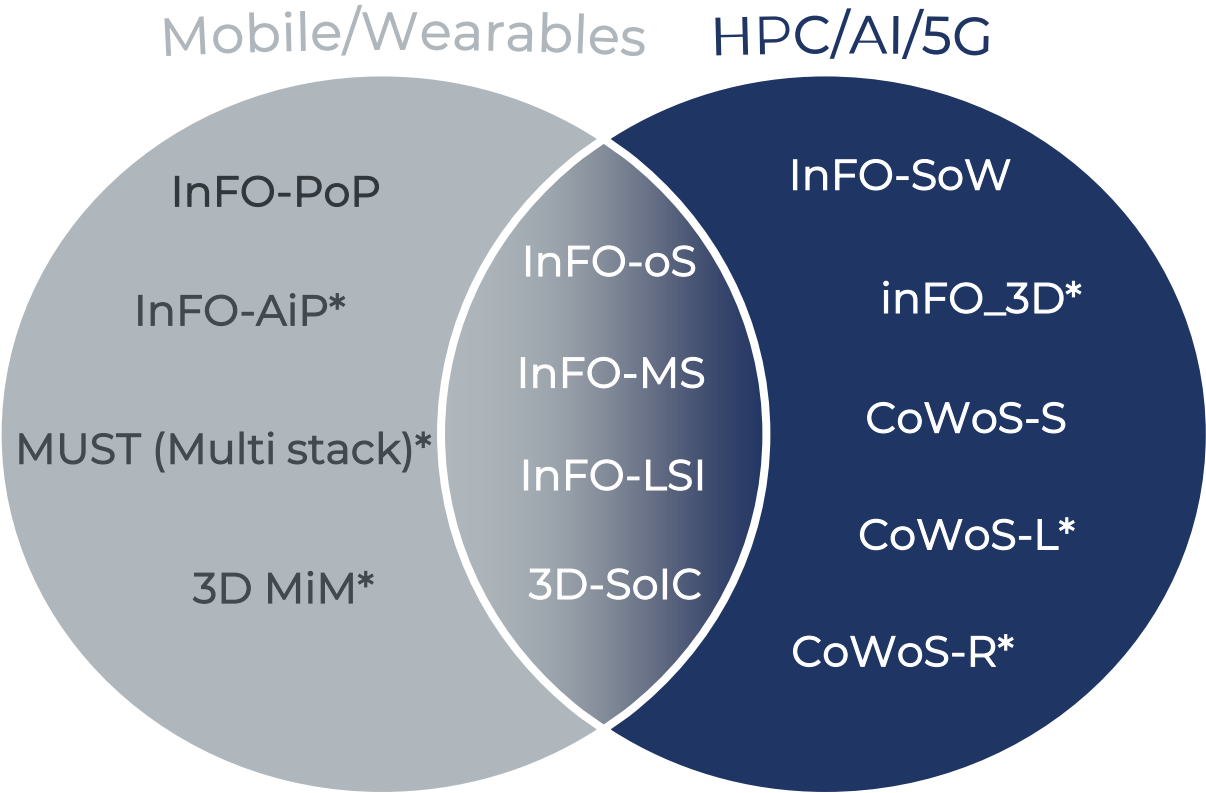 Mobile/Wearables
HPC/AI/5G
InFO-PoP
InFO-AiP*
MUST (Multi stack)*
3D MiM*
InFO-oS
InFO-MS
InFO-LSI
3D-SoIC
InFO-SoW
inFO_3D*
CoWoS-S
CoWoS-L*
CoWoS-R*